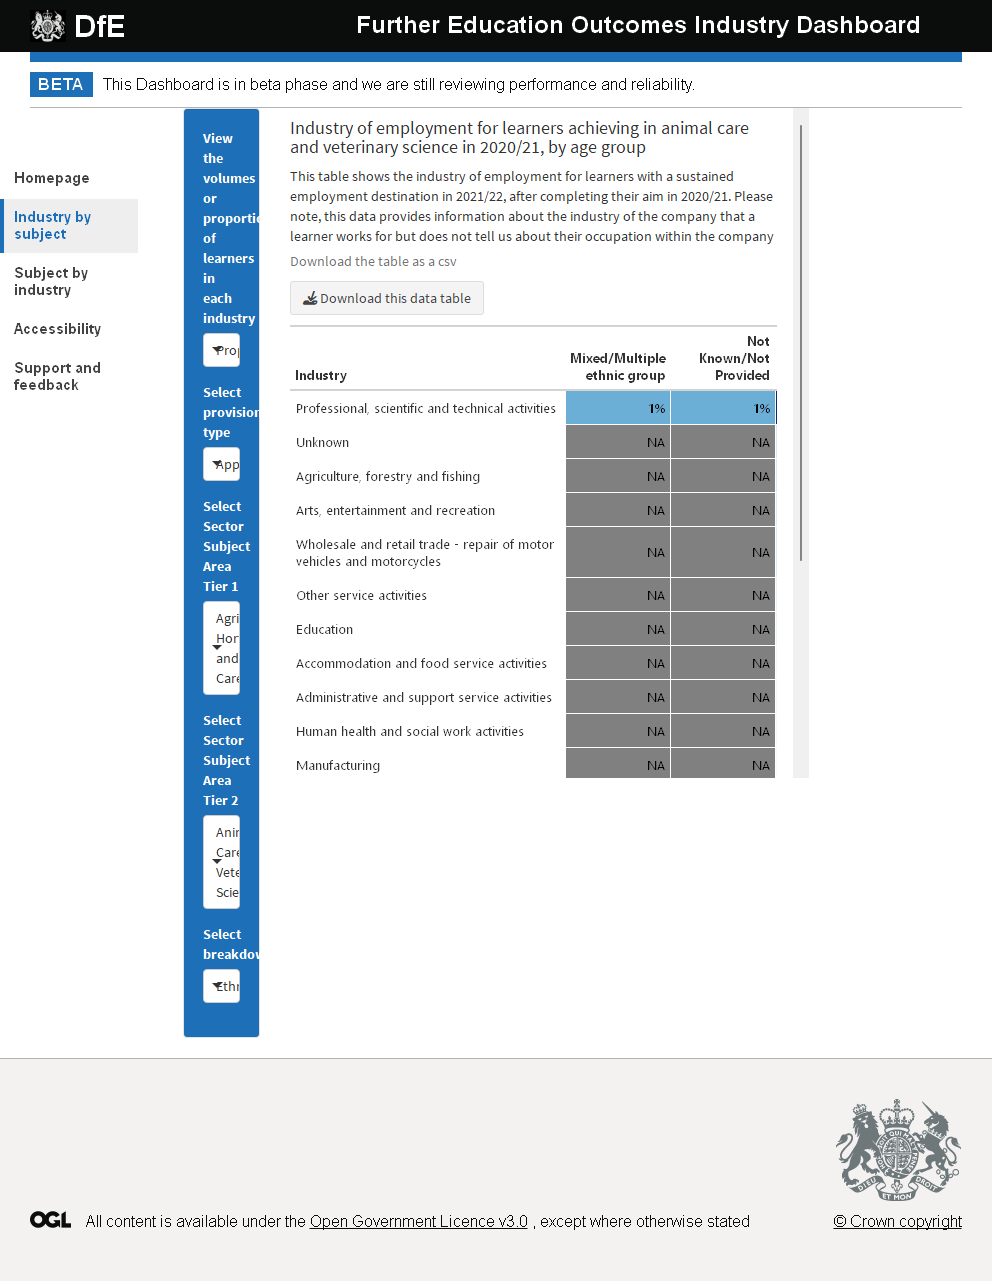 DfE
Further Education Outcomes Industry Dashboard
BETA
This Dashboard is in beta phase and we are still reviewing performance and reliability.
Homepage
Industry by
subject
Subject by
industry
Accessibility
Support and
feedback
View
the
volumes
or
proportio
of
learners
in
each
industry
Prop
Select
provision
type
App
Select
Sector
Subject
Area
Tier 1
Agri
Hor
and
Care
Select
Sector
Subject
Area
Tier 2
Anir
Care
Vete
Scie
Select
breakdow
Ethn
Industry of employment for learners achieving in animal care
and veterinary science in 2020/21, by age group
This table shows the industry of employment for learners with a sustained
employment destination in 2021/22, after completing their aim in 2020/21. Please
note, this data provides information about the industry of the company that a
learner works for but does not tell us about their occupation within the company
Download the table as a csv
Download this data table
Industry Mixed/Multiple ethnic group Not Known/Not Provided
Professional, scientific and technical activities 1% 1%
Unknown NA NA
Agriculture, forestry and fishing NA NA
Arts, entertainment and recreation NA NA
Wholesale and retail trade - repair of motor
vehicles and motorcycles NA NA
Other service activities NA NA
Education NA NA
Accommodation and food service activities NA NA
Administrative and support service activities NA NA
Human health and social work activities NA NA
Manufacturing NA NA
OGL
All content is available under the Open Government Licence v3.0 , except where otherwise stated
© Crown copyright